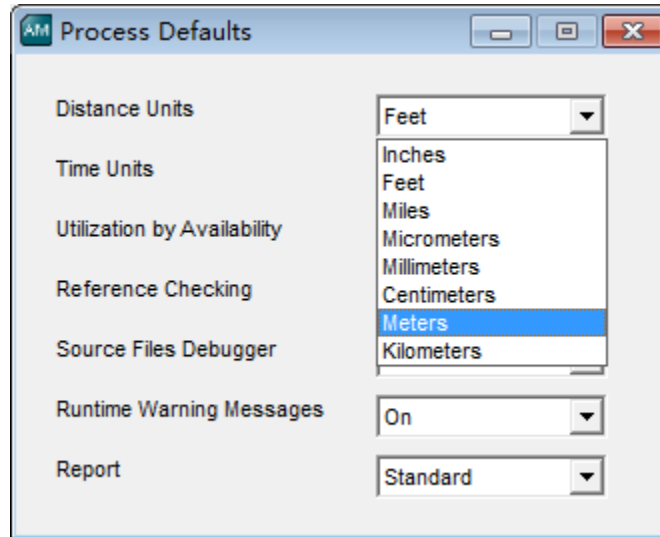 AM Process Defaults
Distance Units Feet
Inches
Time Units
Feet
Miles
Utilization by Availability
Micrometers
Millimeters
Reference Checking
Centimeters
Meters
Source Files Debugger
Kilometers
Runtime Warning Messages On
Report Standard